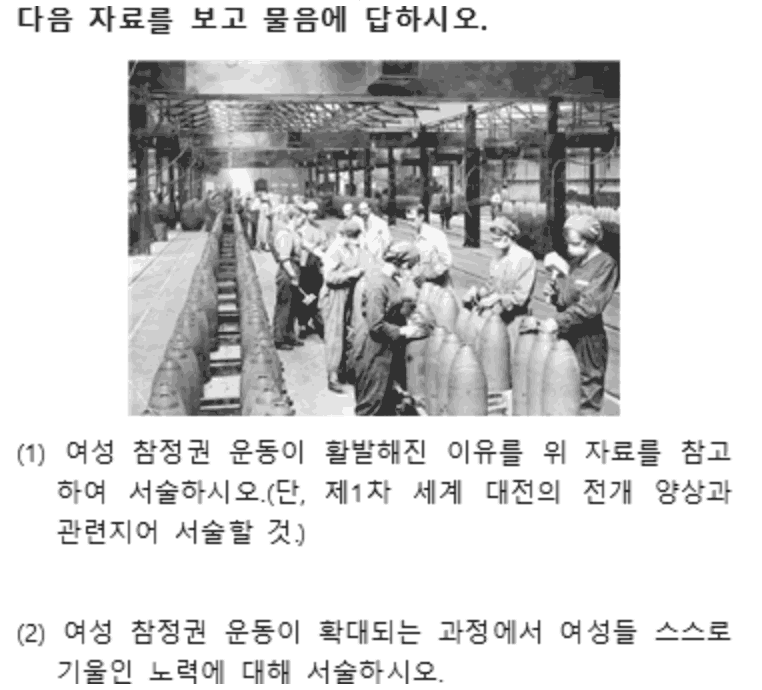 다음 자료를 보고 물음에 답하시오.
(1) 여성 참정권 운동이 활발해진 이유를 위 자료를 참고
하여 서술하시오.(단, 제1차 세계 대전의 전개 양상과
관련지어 서술할 것.)
(2) 여성 참정권 운동이 확대되는 과정에서 여성들 스스로
기울인 노력에 대해 서술하시오.